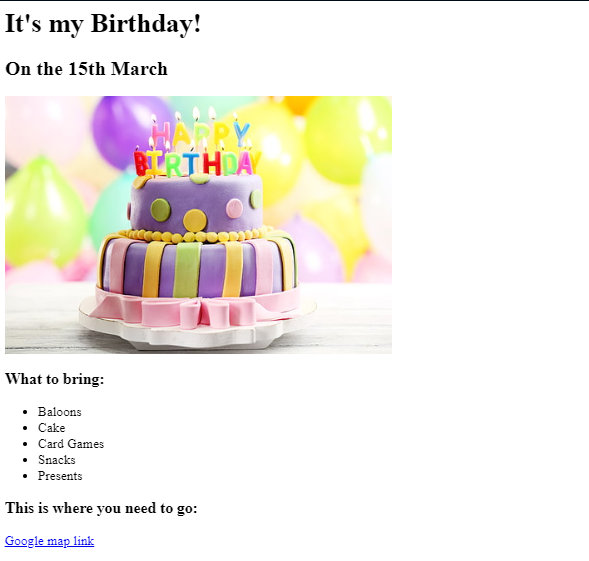 It's my Birthday!
On the 15th March
HAPPY
BIRTHDAY
What to bring:
Baloons
Cake
Card Games
Snacks
Presents
This is where you need to go:
Google map link